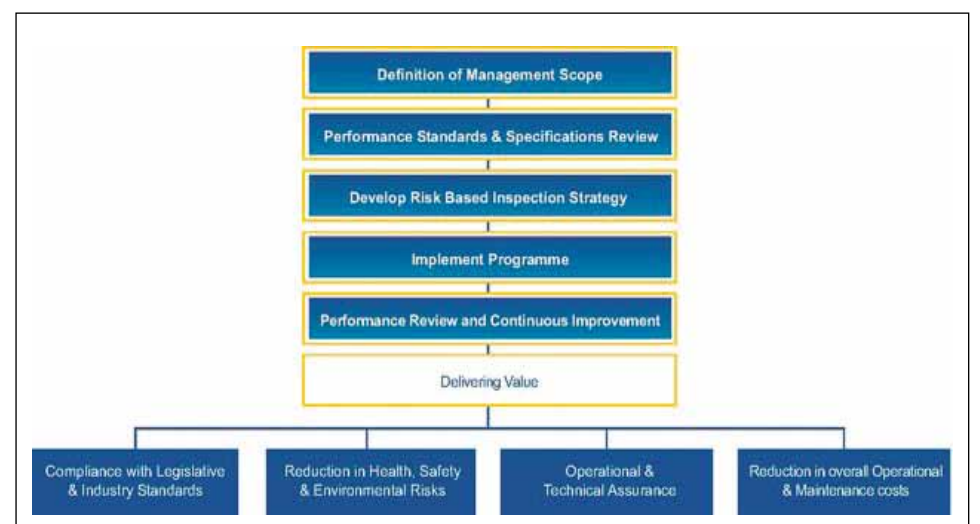 Definition of Management Scope
Performance Standards & Specifications Review
Develop Risk Based Inspection Strategy
Implement Programme
Performance Review and Continuous Improvement
Delivering Value
Compliance with Legislative
& Industry Standards
Reduction in Health, Safety
& Environmental Risks
Operational &
Technical Assurance
Reduction in overall Operational
& Maintenance costs